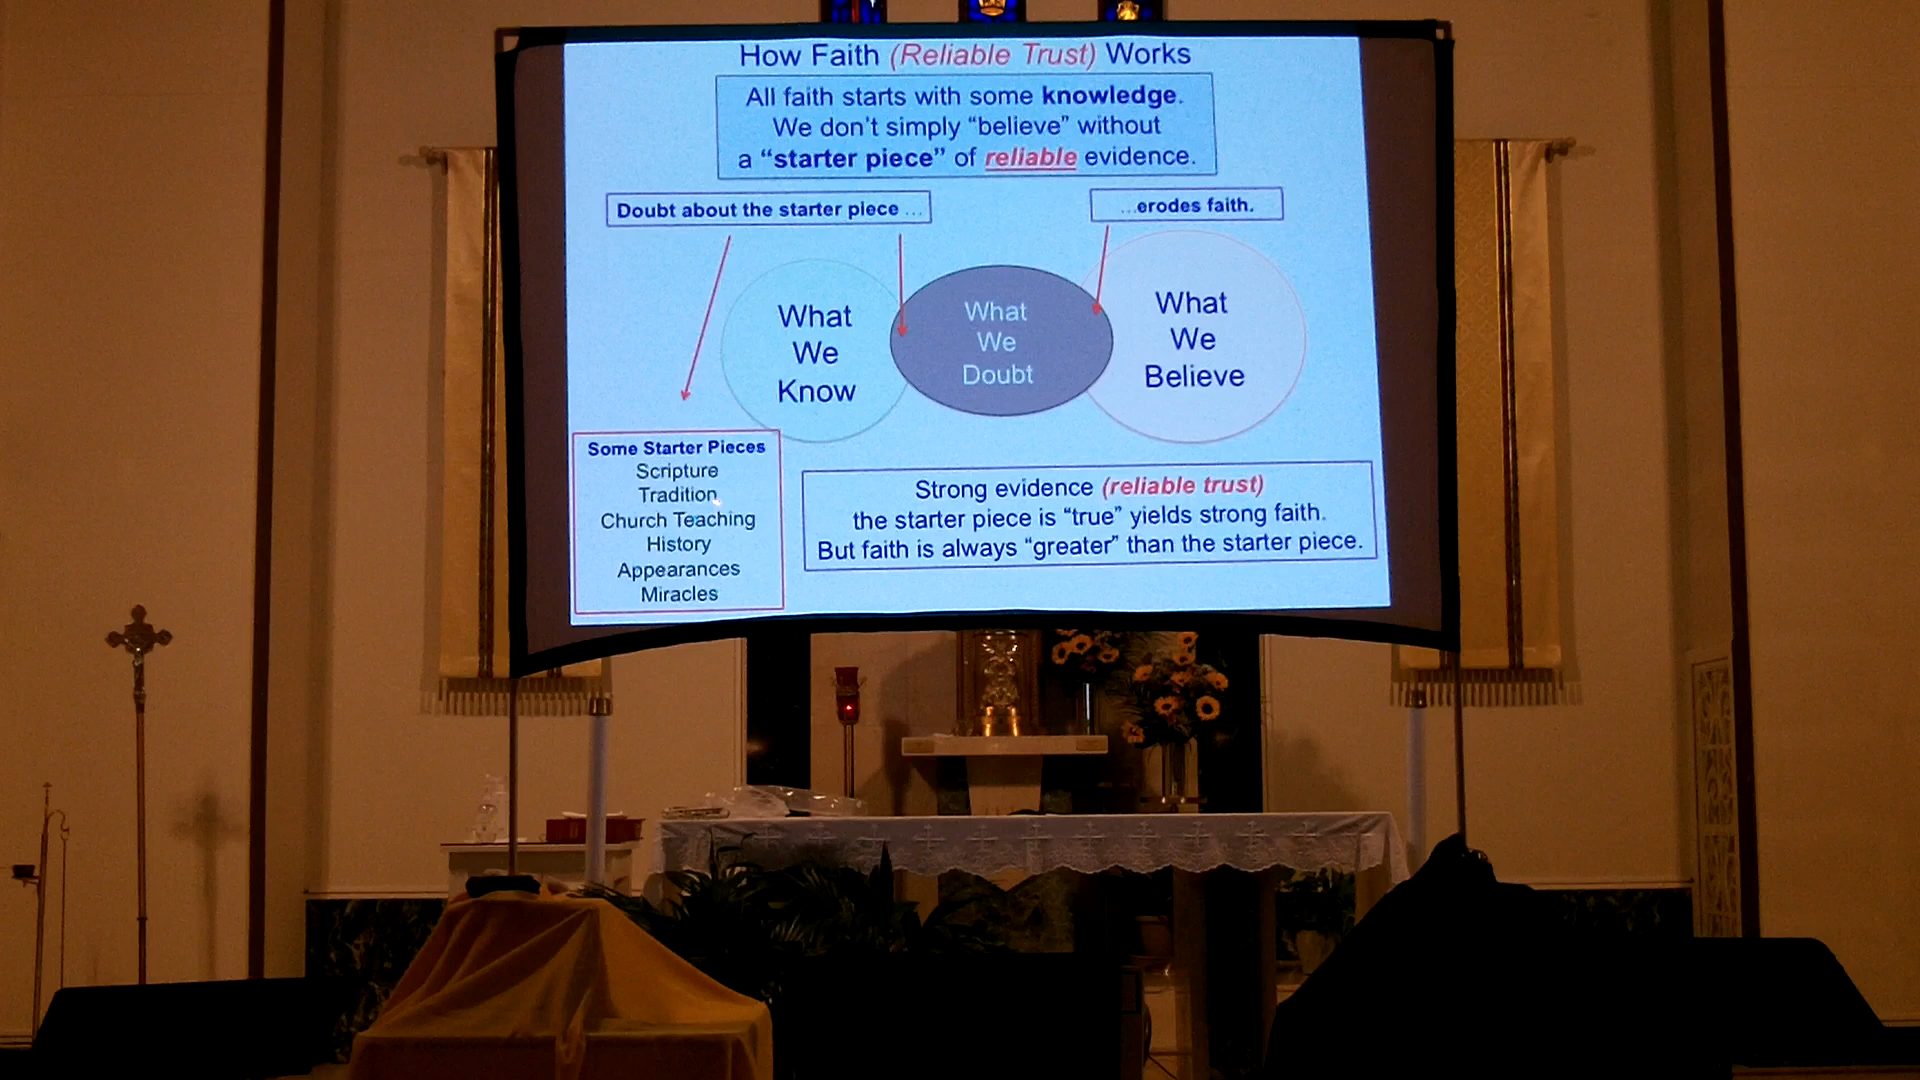 How Faith (Reliable Trust) Works
All faith starts with some knowledge.
We don't simply “believe” without
a “starter piece” of reliable evidence.
Doubt about the starter piece ...
...erodes faith.
What
We
Know
What
We
Doubt
What
We
Believe
Some Starter Pieces
Scripture
Tradition
Church Teaching
History
Appearances
Miracles
Strong evidence (reliable trust)
the starter piece is “true” yields strong faith.
But faith is always “greater” than the starter piece.